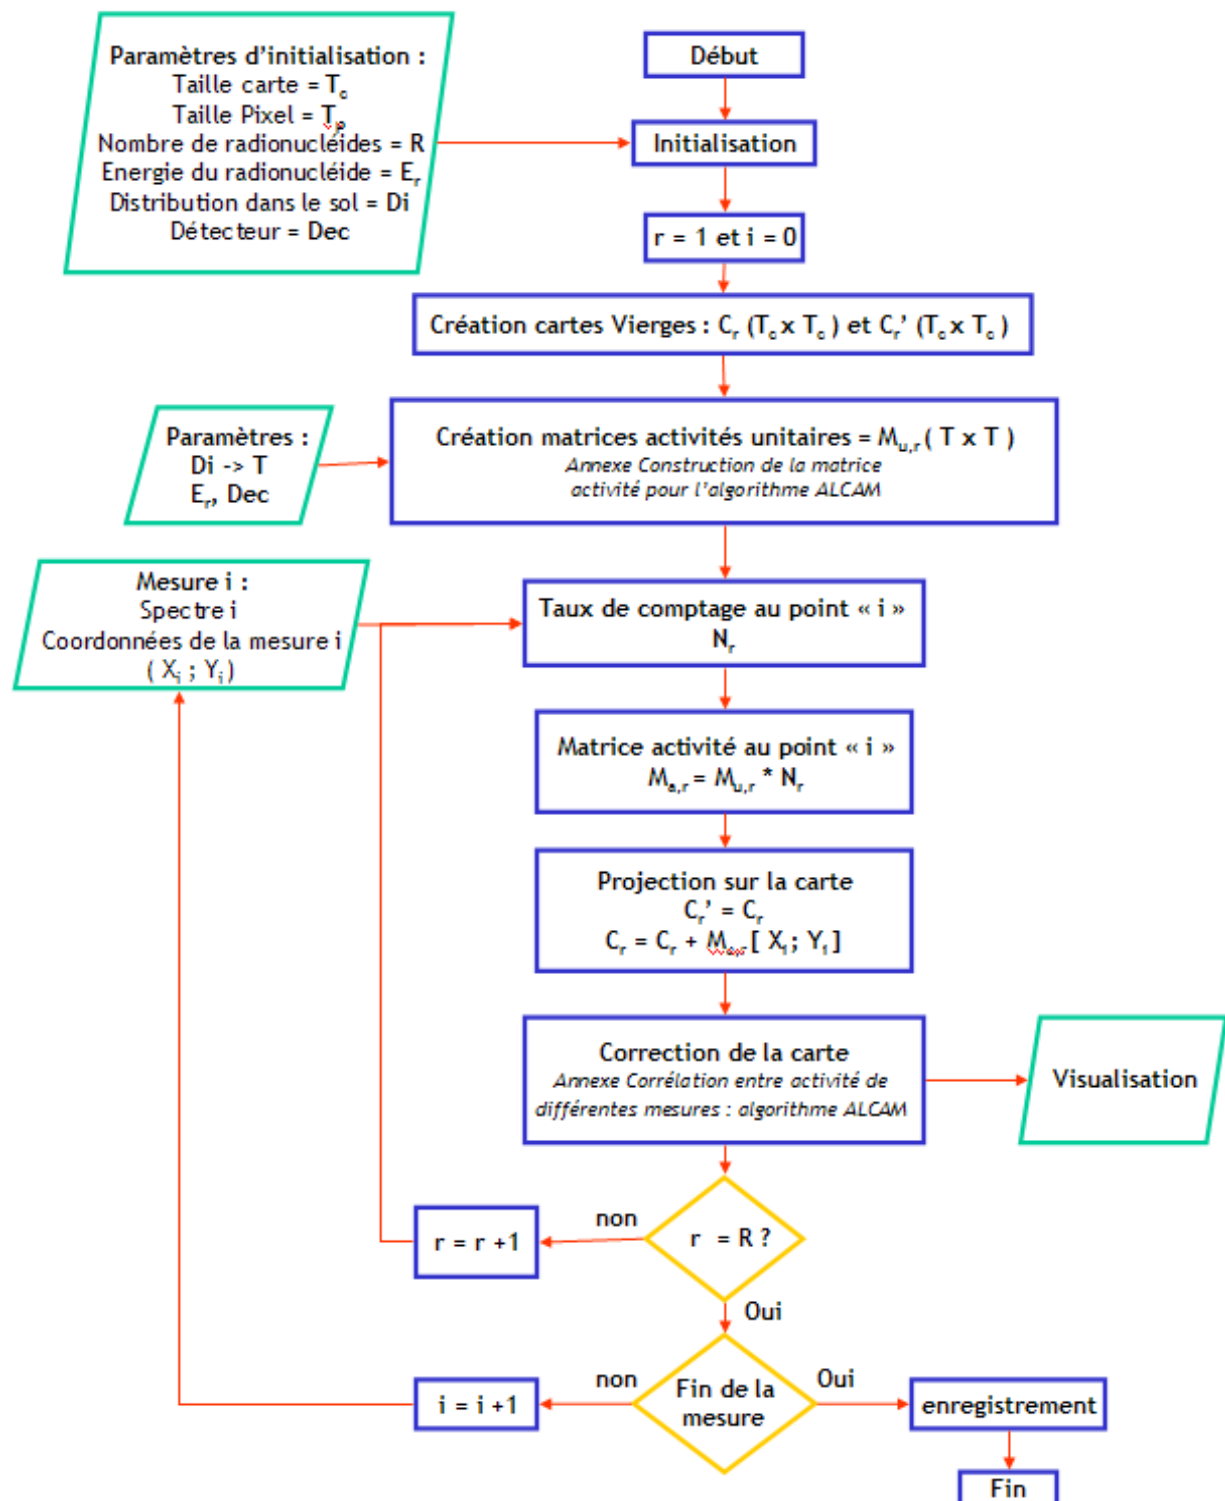 Paramètres d'initialisation :
Taille carte = Tc
Taille Pixel = Tp
Nombre de radionucléides = R
Energie du radionucléide = Er
Distribution dans le sol = Di
Détecteur = Dec
Début
Initialisation
r = 1 et i = 0
Création cartes Vierges : Cr (Tc x Tc ) et Cr' (Tc x Tc )
Paramètres :
Di -> T
Er, Dec
Création matrices activités unitaires = Mu,r ( T x T )
Annexe Construction de la matrice
activité pour l'algorithme ALCAM
Mesure i :
Spectre i
Coordonnées de la mesure i
( Xi ; Yi )
Taux de comptage au point « i »
Nr
Matrice activité au point « i »
Ma,r = Mu,r * Nr
Projection sur la carte
Cr' = Cr
Cr = Cr + Ma,r [ Xi ; Yi ]
Correction de la carte
Annexe Corrélation entre activité de
différentes mesures : algorithme ALCAM
Visualisation
r = R ?
non
r = r +1
Oui
Fin de la
mesure
non
i = i +1
Oui
enregistrement
Fin